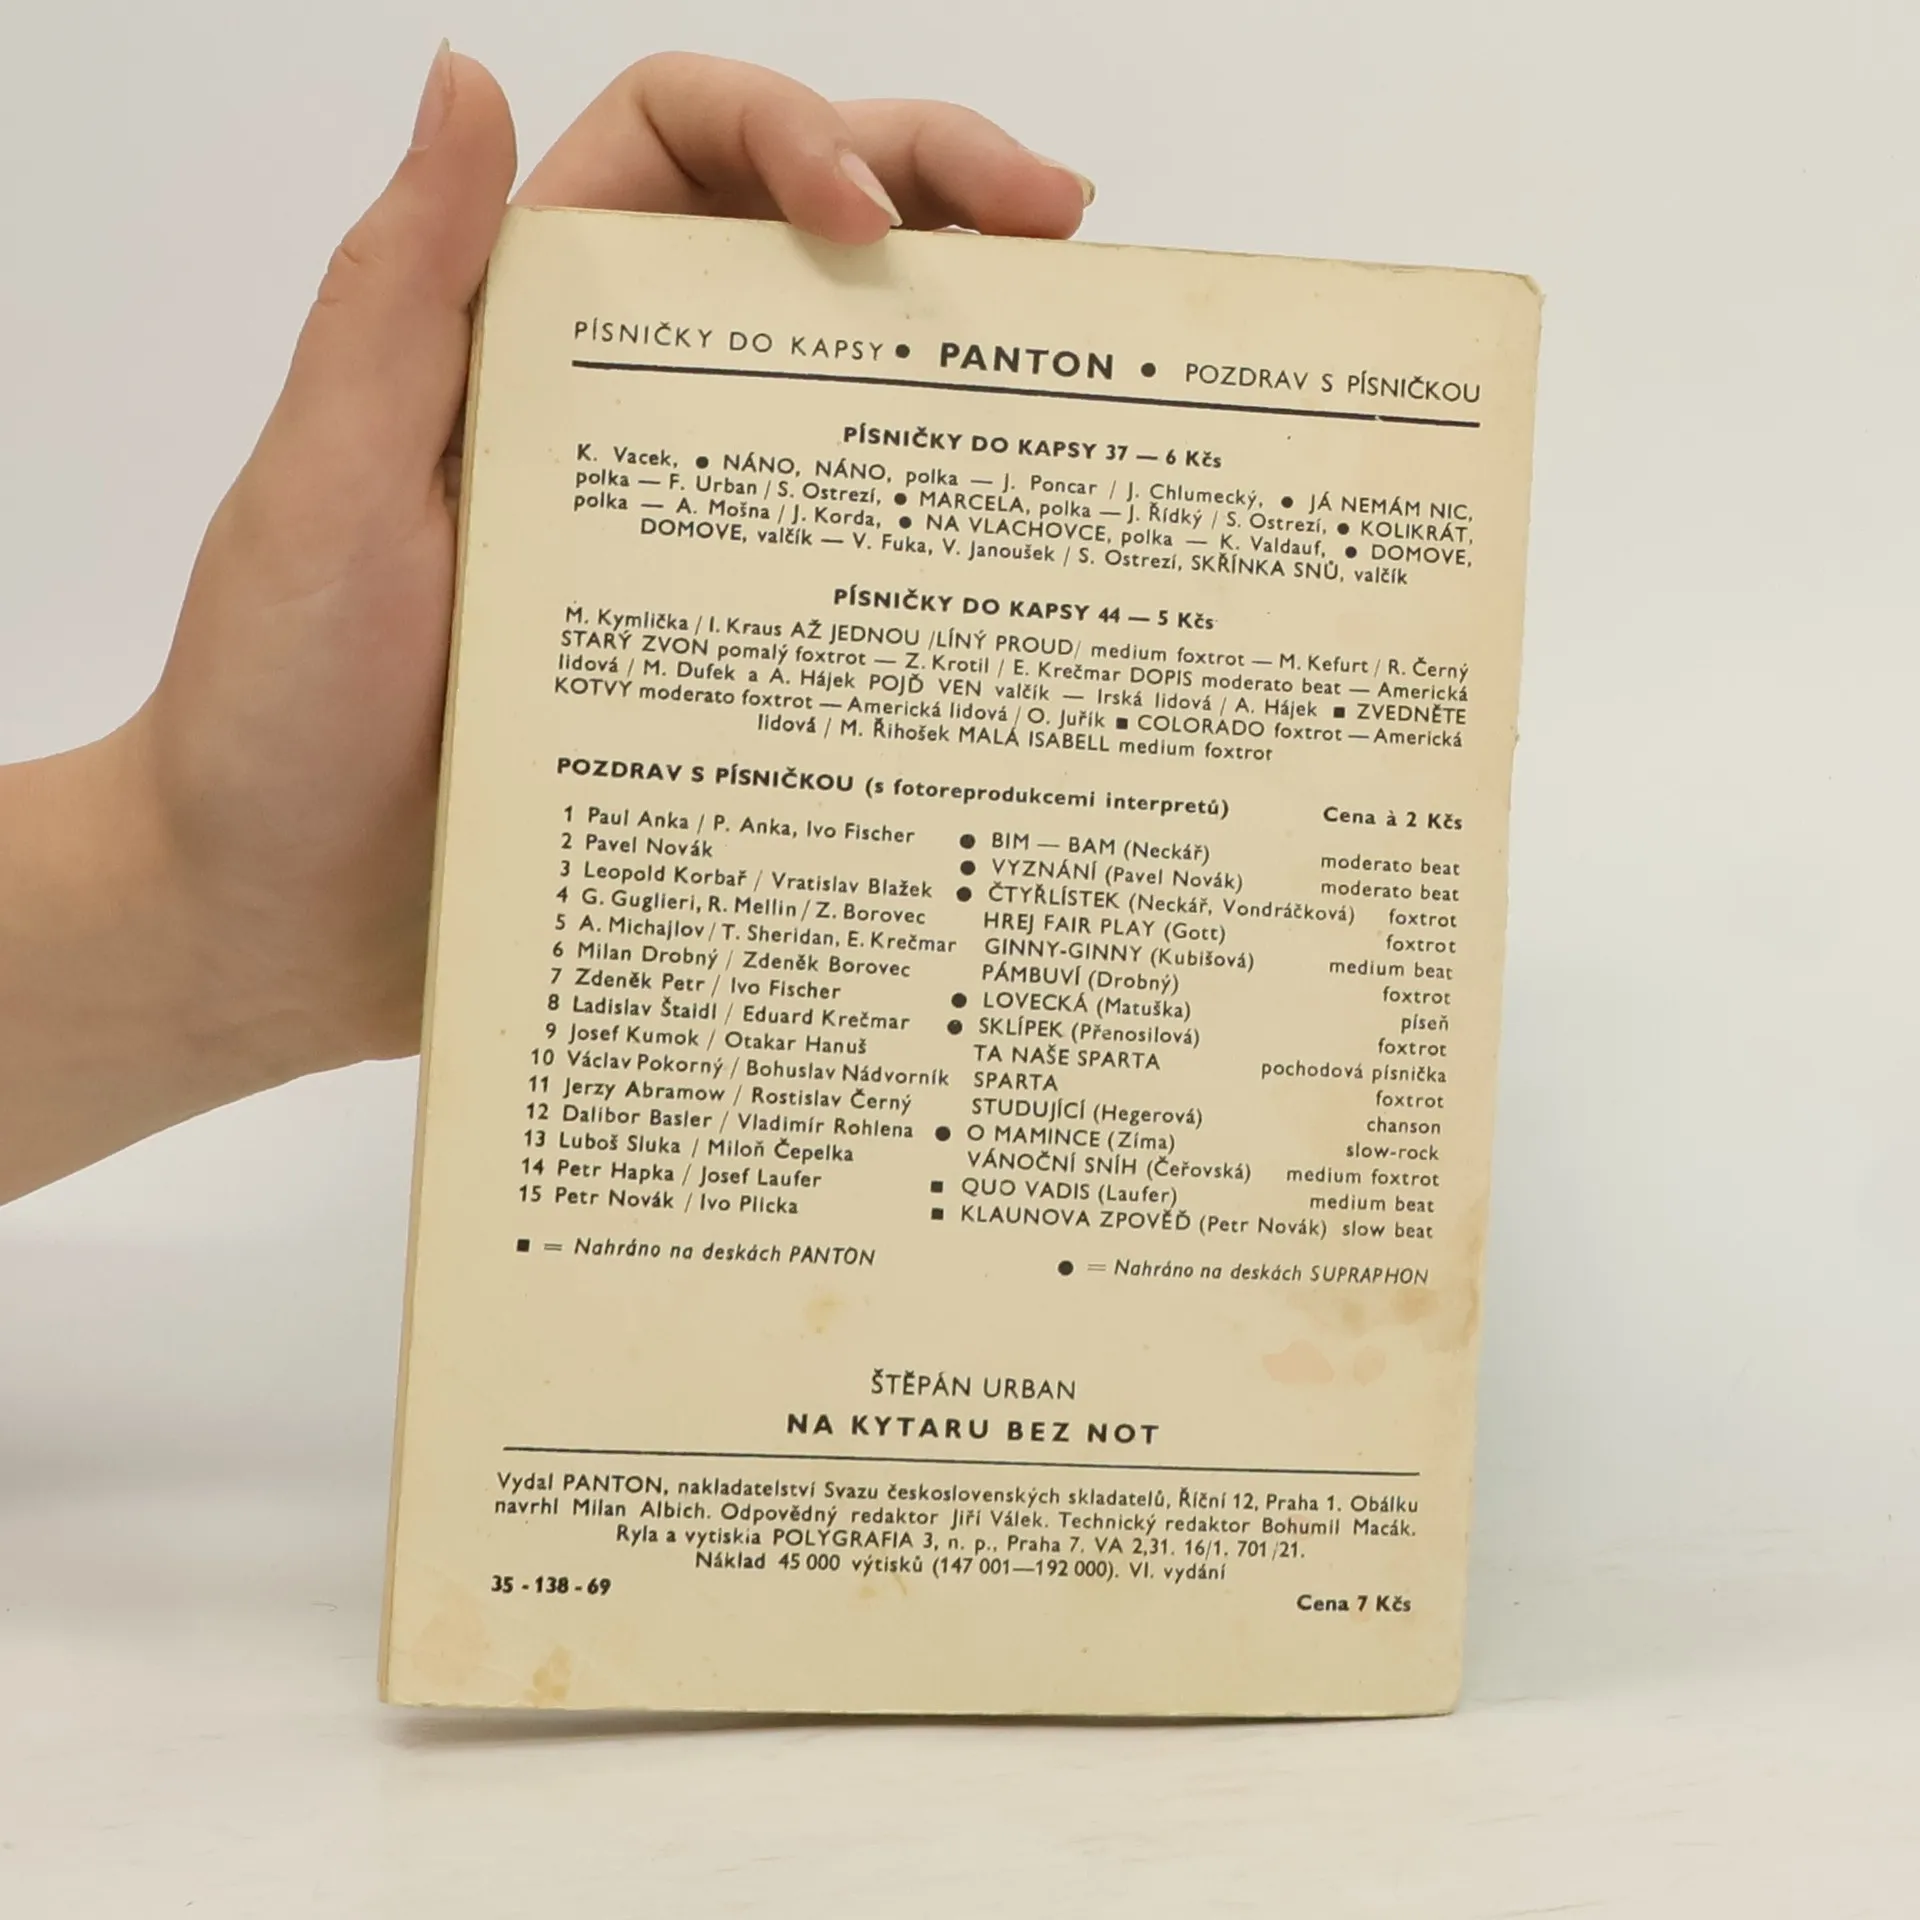 PÍSNIČKY DO KAPSY ● PANTON ● POZDRAV S PÍSNIČKOU
PÍSNIČKY DO KAPSY 37 — 6 Kčs
K. Vacek, ● NÁNO, NÁNO, polka — J. Poncar / J. Chlumecký, ● JÁ NEMÁM NIC,
polka — F. Urban / S. Ostrezí, ● MARCELA, polka — J. Řídký / S. Ostrezí, ● KOLIKRÁT,
polka — A. Mošna / J. Korda, ● NA VLACHOVCE, polka — K. Valdauf, ● DOMOVE,
DOMOVE, valčík — V. Fuka, V. Janoušek / S. Ostrezí, SKŘÍNKA SNŮ, valčík
PÍSNIČKY DO KAPSY 44 — 5 Kčs
M. Kymlička / I. Kraus AŽ JEDNOU /LÍNÝ PROUD/ medium foxtrot — M. Kefurt / R. Černý
STARÝ ZVON pomalý foxtrot — Z. Krotil / E. Krečmar DOPIS moderato beat — Americká
lidová / M. Dufek a A. Hájek POJĎ VEN valčík — Irská lidová / A. Hájek ■ ZVEDNĚTE
KOTVY moderato foxtrot — Americká lidová / O. Juřík ■ COLORADO foxtrot — Americká
lidová / M. Řihošek MALÁ ISABELL medium foxtrot
POZDRAV S PÍSNIČKOU (s fotoreprodukcemi interpretů) Cena à 2 Kčs
1 Paul Anka / P. Anka, Ivo Fischer ● BIM — BAM (Neckář) moderato beat
2 Pavel Novák ● VYZNÁNÍ (Pavel Novák) moderato beat
3 Leopold Korbař / Vratislav Blažek ● ČTYŘLÍSTEK (Neckář, Vondráčková) foxtrot
4 G. Guglieri, R. Mellin / Z. Borovec HREJ FAIR PLAY (Gott) foxtrot
5 A. Michajlov / T. Sheridan, E. Krečmar GINNY-GINNY (Kubišová) medium beat
6 Milan Drobný / Zdeněk Borovec PÁMBUVÍ (Drobný) foxtrot
7 Zdeněk Petr / Ivo Fischer ● LOVECKÁ (Matuška) píseň
8 Ladislav Štaidl / Eduard Krečmar ● SKLÍPEK (Přenosilová) foxtrot
9 Josef Kumok / Otakar Hanuš TA NAŠE SPARTA pochodová písnička
10 Václav Pokorný / Bohuslav Nádvorník SPARTA foxtrot
11 Jerzy Abramow / Rostislav Černý STUDUJÍCÍ (Hegerová) chanson
12 Dalibor Basler / Vladimír Rohlena ● O MAMINCE (Zíma) slow-rock
13 Luboš Sluka / Miloň Čepelka VÁNOČNÍ SNÍH (Čeřovská) medium foxtrot
14 Petr Hapka / Josef Laufer ■ QUO VADIS (Laufer) medium beat
15 Petr Novák / Ivo Plicka ■ KLAUNOVA ZPOVĚĎ (Petr Novák) slow beat
■ = Nahráno na deskách PANTON ● = Nahráno na deskách SUPRAPHON
ŠTĚPÁN URBAN
NA KYTARU BEZ NOT
Vydal PANTON, nakladatelství Svazu československých skladatelů, Říční 12, Praha 1. Obálku
navrhl Milan Albich. Odpovědný redaktor Jiří Válek. Technický redaktor Bohumil Macák.
Ryla a vytiskla POLYGRAFIA 3, n. p., Praha 7. VA 2,31. 16/1. 701/21.
Náklad 45 000 výtisků (147 001—192 000). VI. vydání
35 - 138 - 69 Cena 7 Kčs